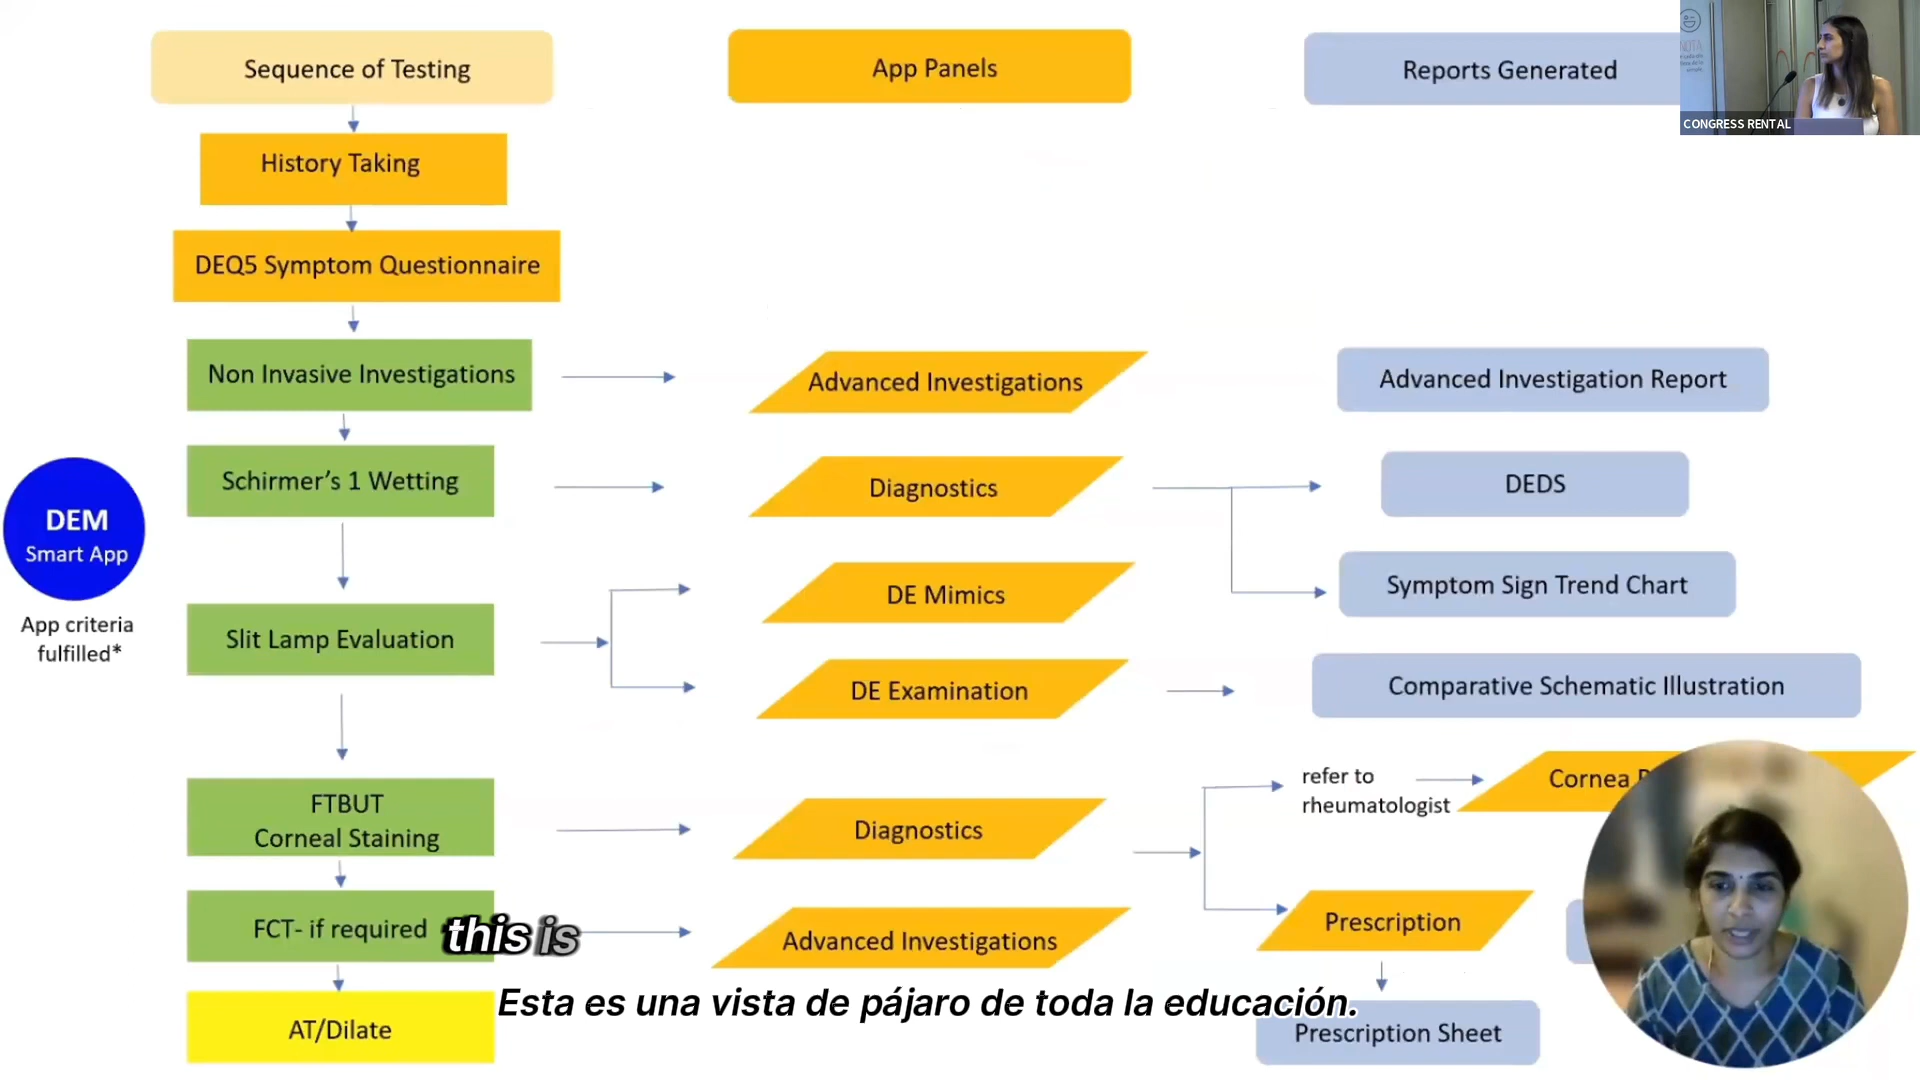 Sequence of Testing
App Panels
Reports Generated
CONGRESS RENTAL
History Taking
DEQ5 Symptom Questionnaire
Non Invasive Investigations
Advanced Investigations
Advanced Investigation Report
Schirmer's 1 Wetting
Diagnostics
DEDS
DEM
Smart App
App criteria
fulfilled*
Symptom Sign Trend Chart
Slit Lamp Evaluation
DE Mimics
DE Examination
Comparative Schematic Illustration
FTBUT
Corneal Staining
Diagnostics
refer to
rheumatologist
Cornea
FCT- if required
this is
Advanced Investigations
Prescription
Esta es una vista de pájaro de toda la educación.
AT/Dilate
Prescription Sheet